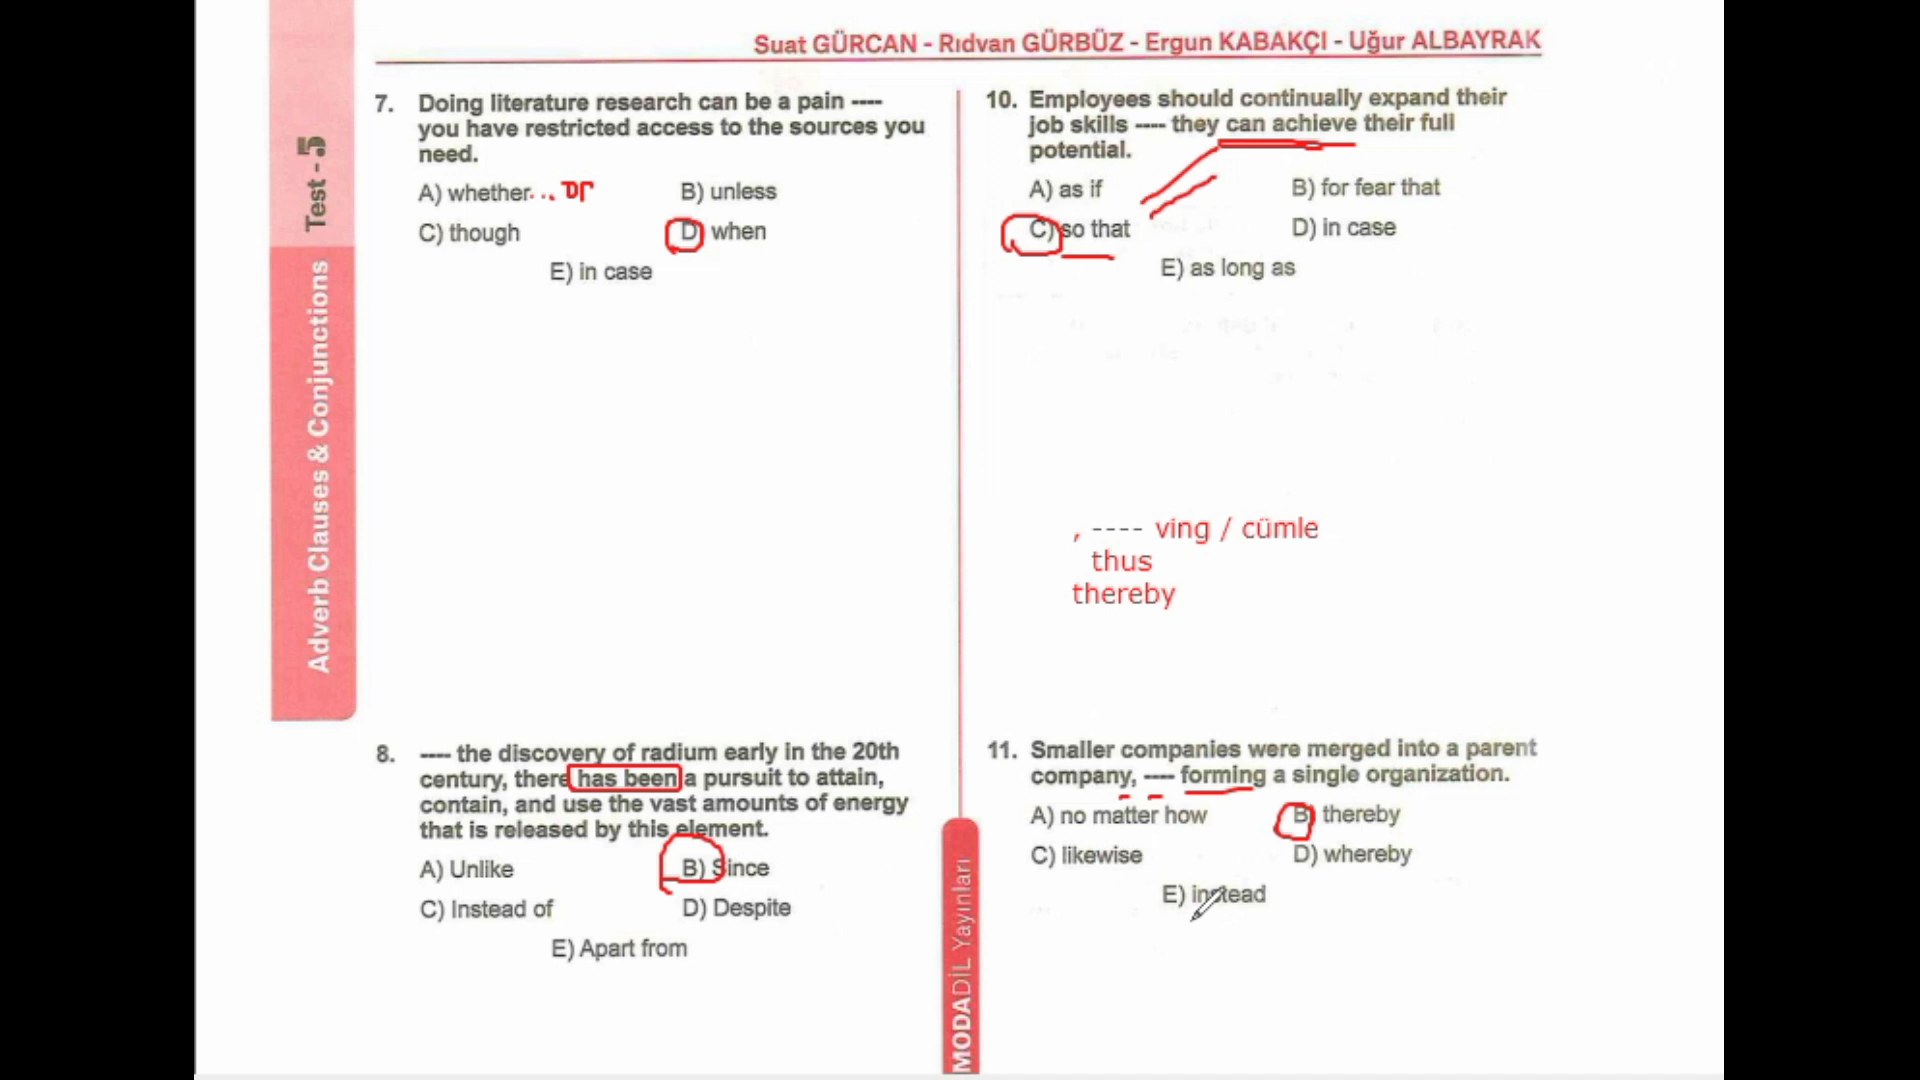 Suat GÜRCAN - Rıdvan GÜRBÜZ - Ergun KABAKÇI - Uğur ALBAYRAK
Test - 5
Adverb Clauses & Conjunctions
7. Doing literature research can be a pain ----
you have restricted access to the sources you
need.
A) whether... or
B) unless
C) though
D) when
E) in case
8. ---- the discovery of radium early in the 20th
century, there has been a pursuit to attain,
contain, and use the vast amounts of energy
that is released by this element.
A) Unlike
B) Since
C) Instead of
D) Despite
E) Apart from
10. Employees should continually expand their
job skills ---- they can achieve their full
potential.
A) as if
B) for fear that
C) so that
D) in case
E) as long as
, ---- ving / cümle
thus
thereby
11. Smaller companies were merged into a parent
company, ---- forming a single organization.
A) no matter how
B) thereby
C) likewise
D) whereby
E) instead
MODADİL Yayınları